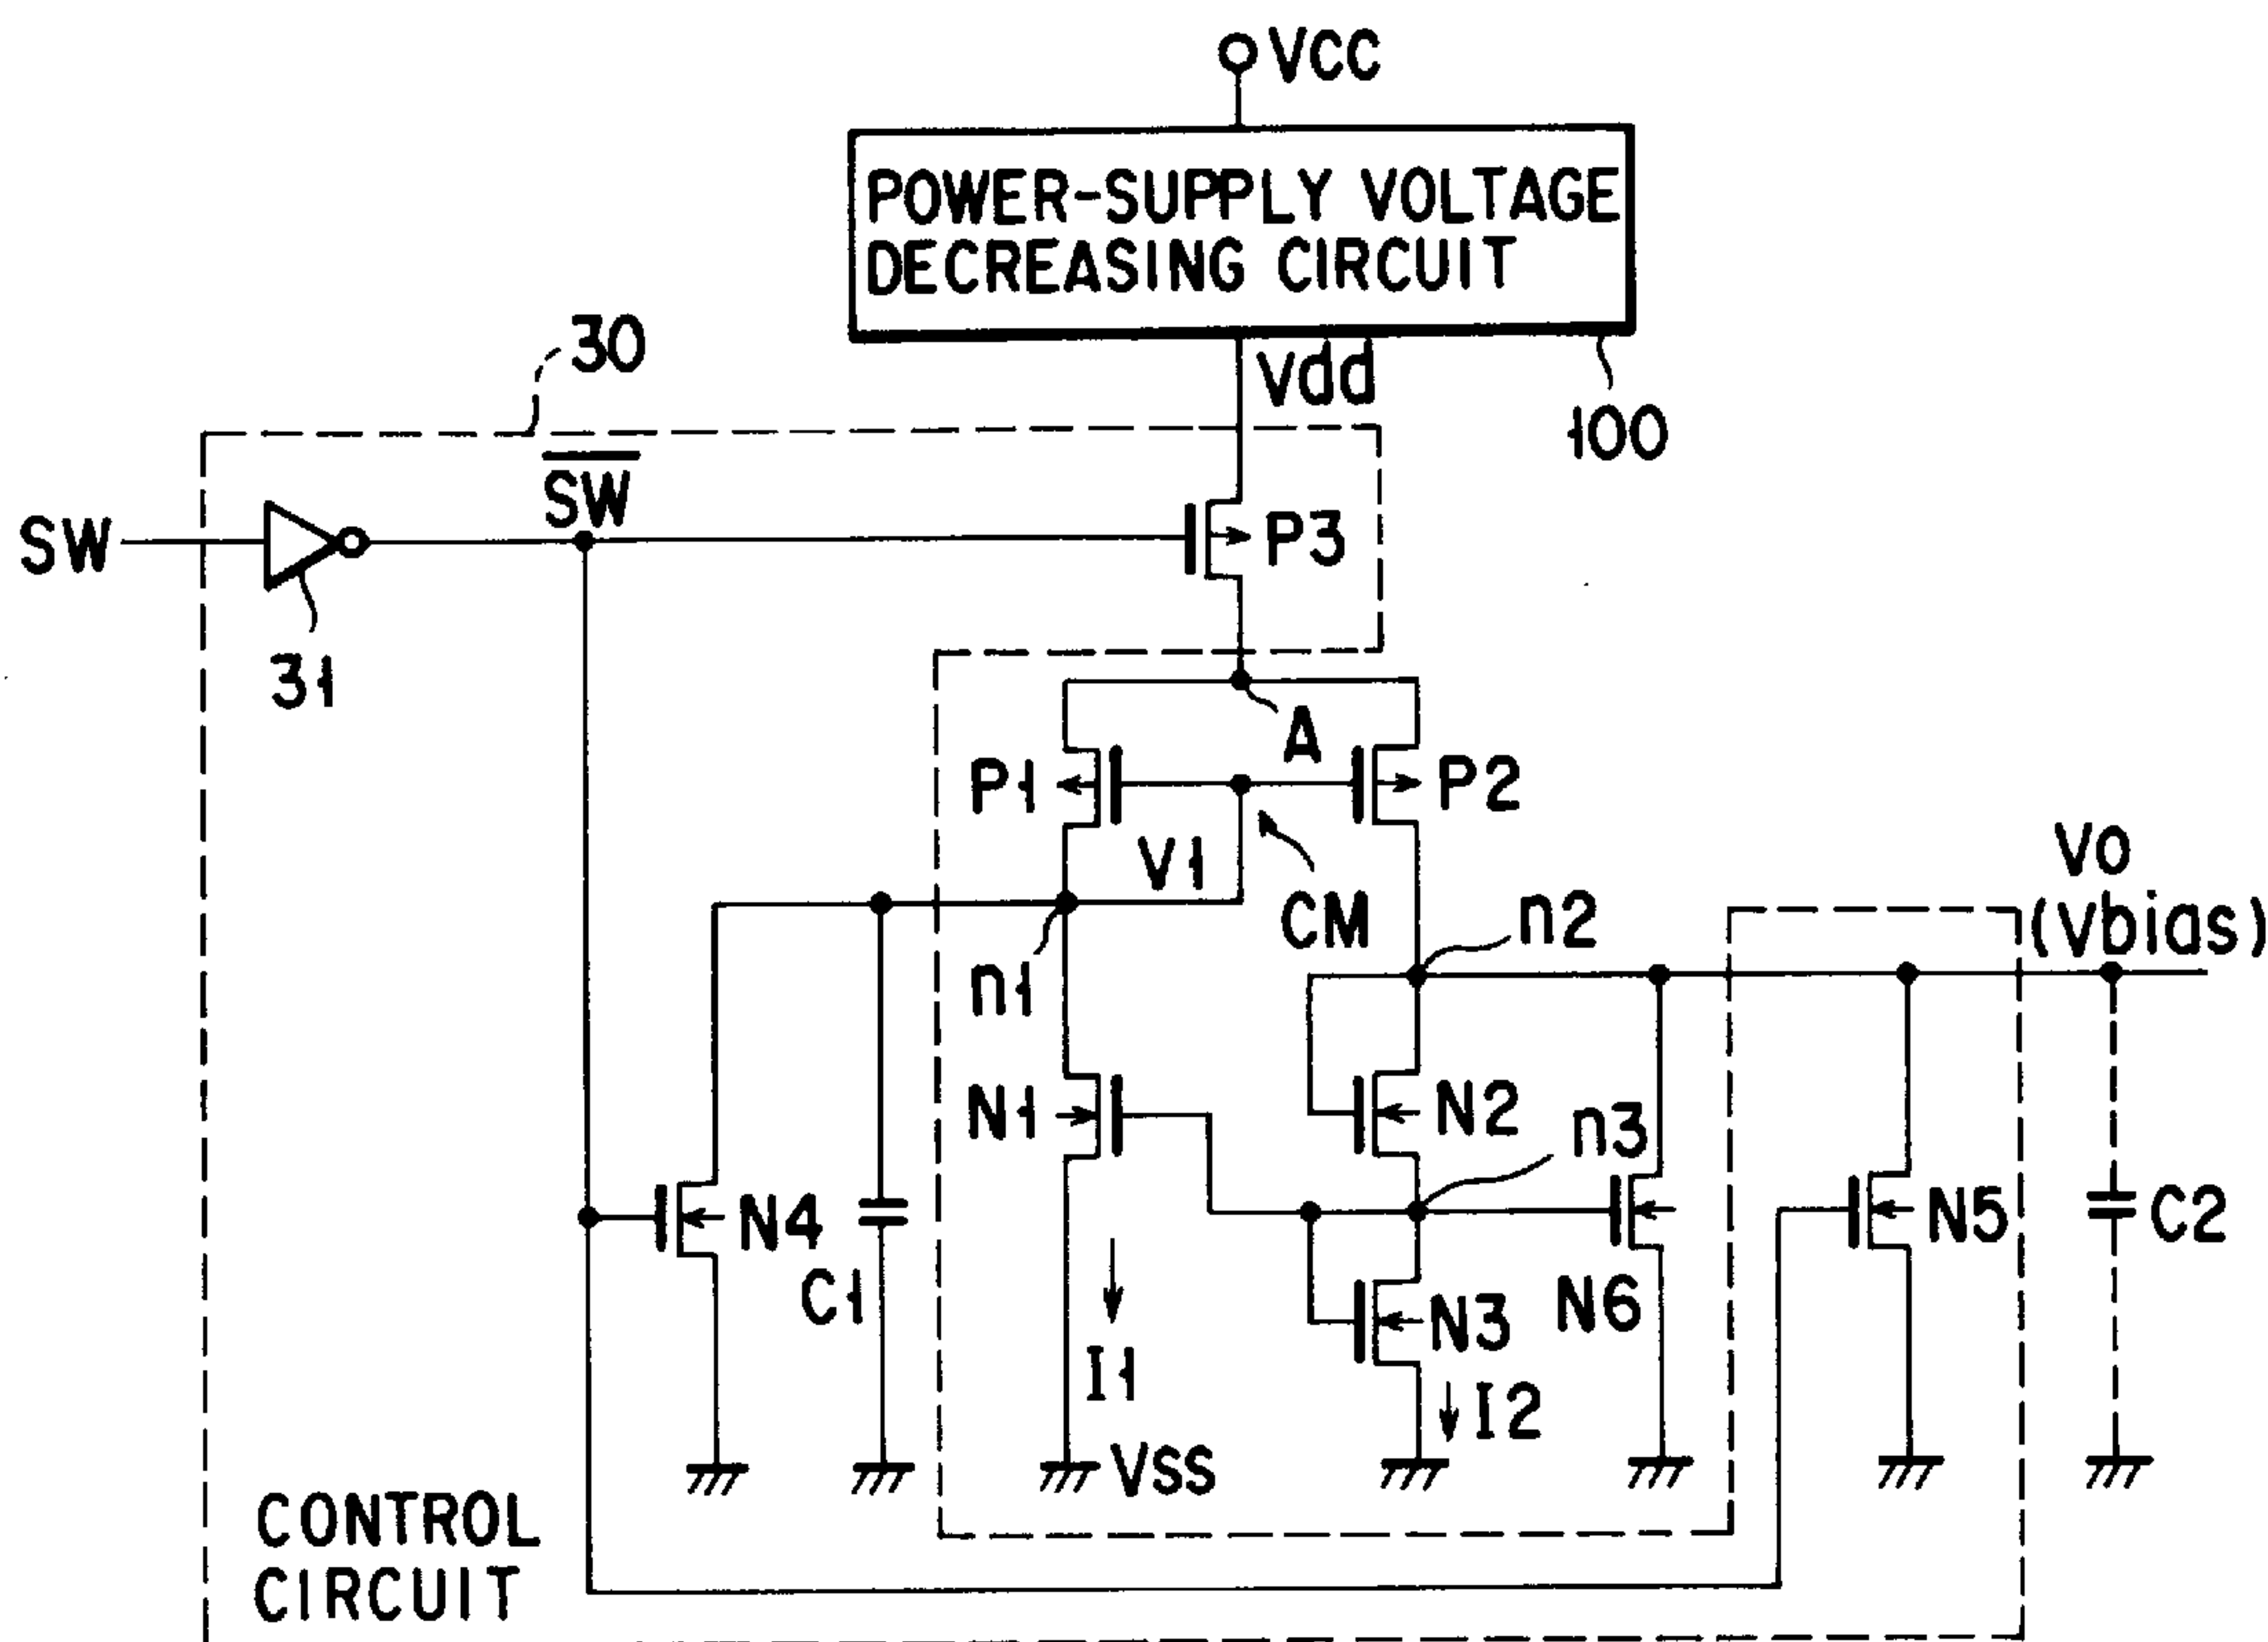 VCC
POWER-SUPPLY VOLTAGE
DECREASING CIRCUIT
30
Vdd
100
SW
SW
P3
31
A
P1
P2
V1
CM
n2
VO
(Vbias)
n1
N1
N2
n3
N4
C1
N5
C2
N6
N3
I1
I2
VSS
CONTROL
CIRCUIT